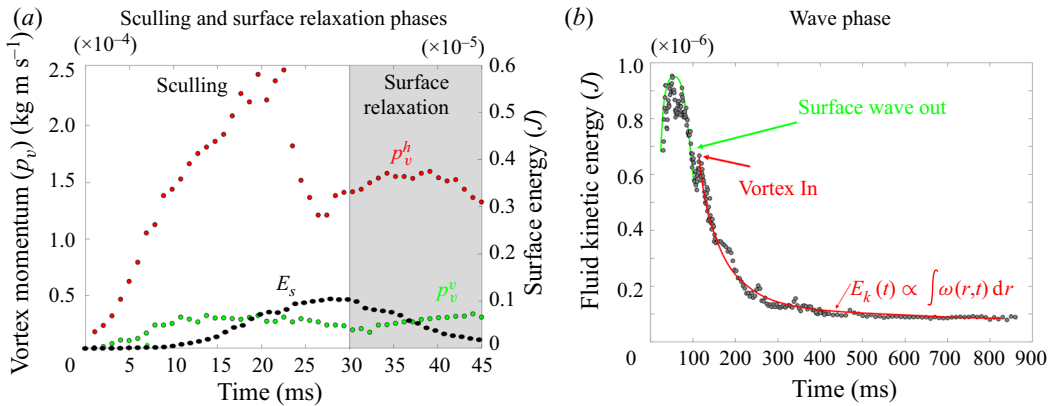 (a)
Sculling and surface relaxation phases
(×10⁻⁴)
(×10⁻⁵)
Vortex momentum (pᵥ) (kg m s⁻¹)
2.5
2.0
1.5
1.0
0.5
0
Sculling
Surface
relaxation
pᵥʰ
Eₛ
pᵥᵛ
0.6
0.5
0.4
0.3
0.2
0.1
0
Surface energy (J)
0 5 10 15 20 25 30 35 40 45
Time (ms)
(b)
Wave phase
(×10⁻⁶)
Fluid kinetic energy (J)
1.0
0.8
0.6
0.4
0.2
0
Surface wave out
Vortex In
Eₖ (t) ∝ ∫ω(r,t) dr
0 100 200 300 400 500 600 700 800 900
Time (ms)